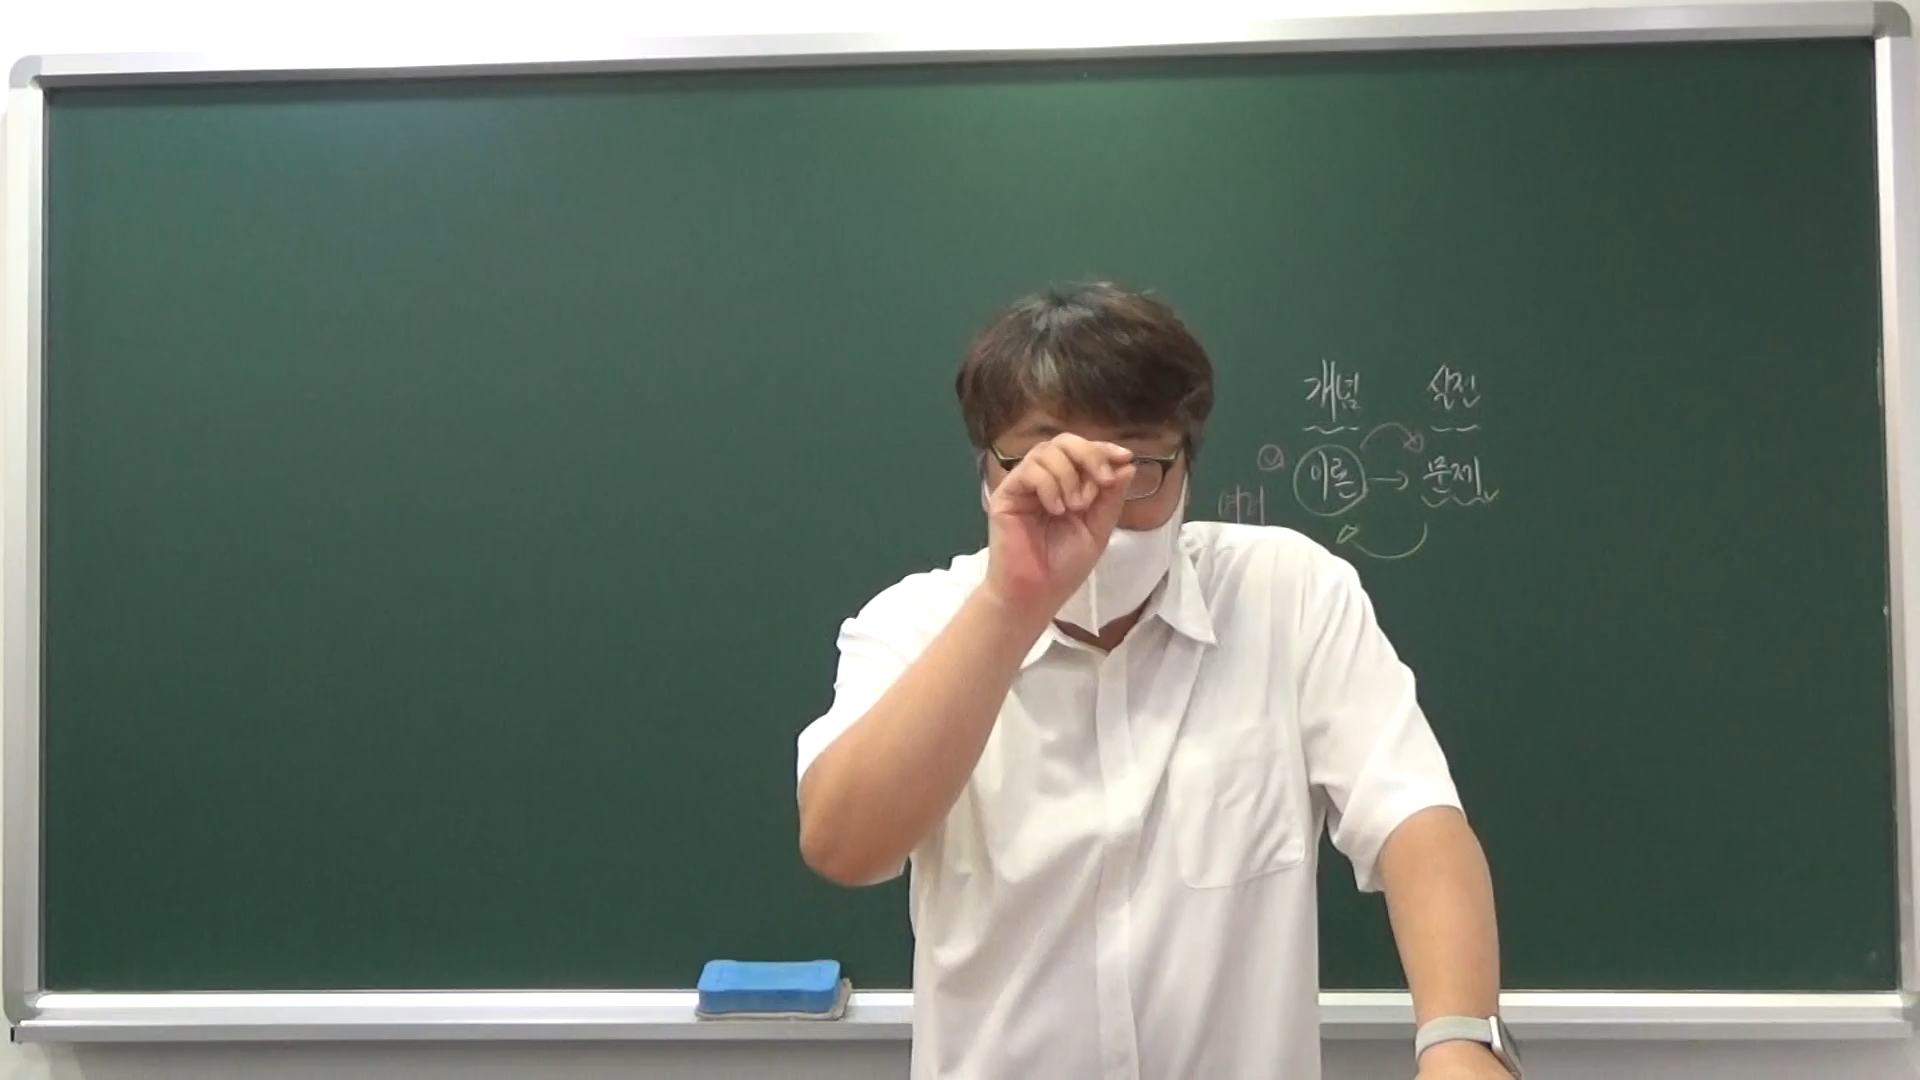 개념 실전
이론 → 문제